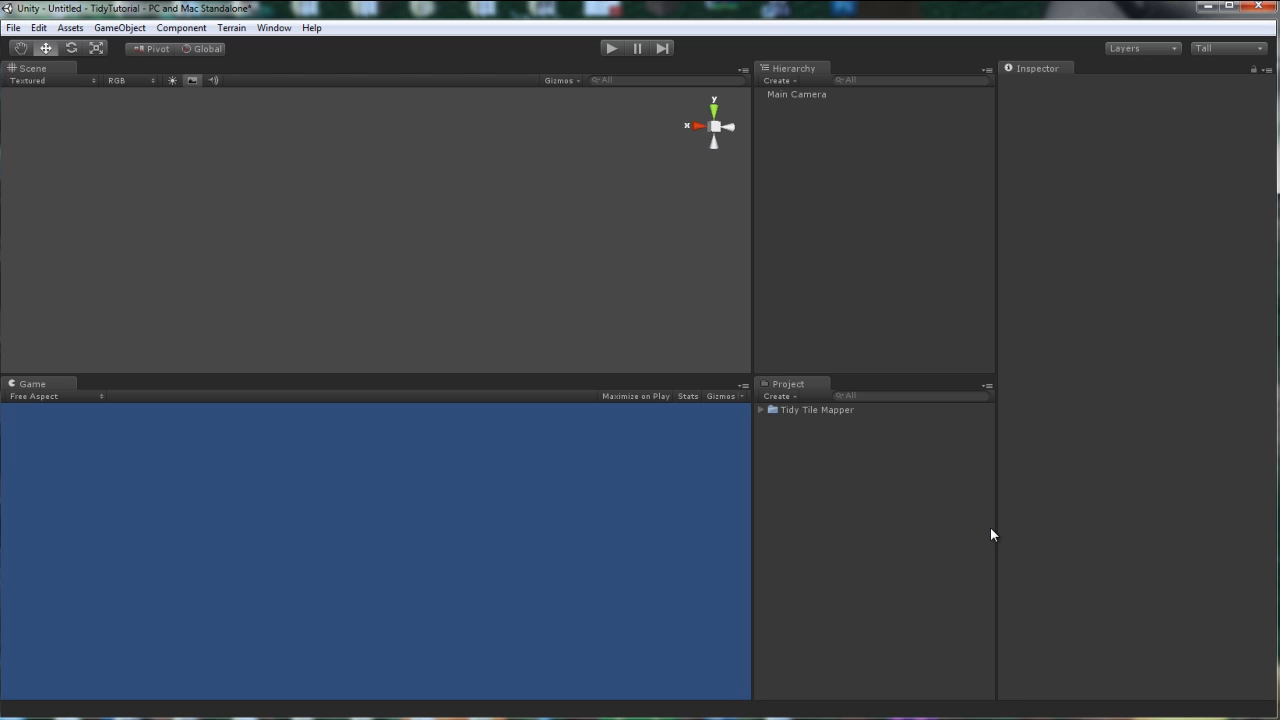 Unity - Untitled - TidyTutorial - PC and Mac Standalone*
File Edit Assets GameObject Component Terrain Window Help
Pivot Global Layers Tall
Scene Hierarchy Inspector
Textured RGB Gizmos All Create All
y
Main Camera
x
Game Project
Free Aspect Maximize on Play Stats Gizmos Create All
Tidy Tile Mapper